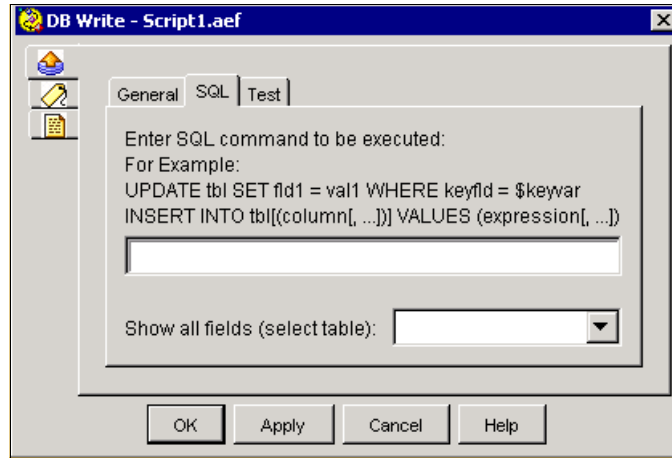 DB Write - Script1.aef
General SQL Test
Enter SQL command to be executed:
For Example:
UPDATE tbl SET fld1 = val1 WHERE keyfld = $keyvar
INSERT INTO tbl[(column[, ...])] VALUES (expression[, ...])
Show all fields (select table):
OK Apply Cancel Help